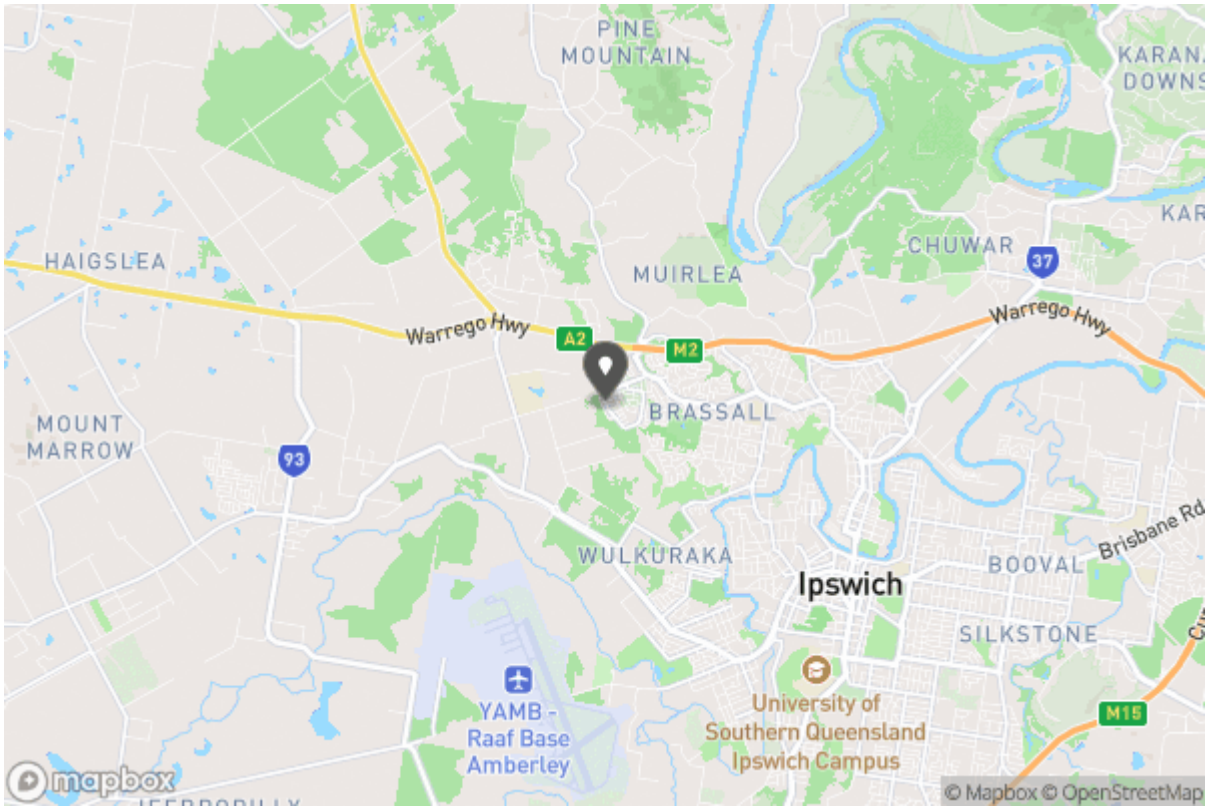 PINE
MOUNTAIN
KARANA
DOWNS
HAIGSLEA
CHUWAR
KAR
37
MUIRLEA
Warrego Hwy
Warrego Hwy
A2
M2
BRASSALL
MOUNT
MARROW
93
WULKURAKA
Brisbane Rd
BOOVAL
Ipswich
SILKSTONE
Cu
YAMB -
Raaf Base
Amberley
University of
Southern Queensland
Ipswich Campus
M15
mapbox
© Mapbox © OpenStreetMap